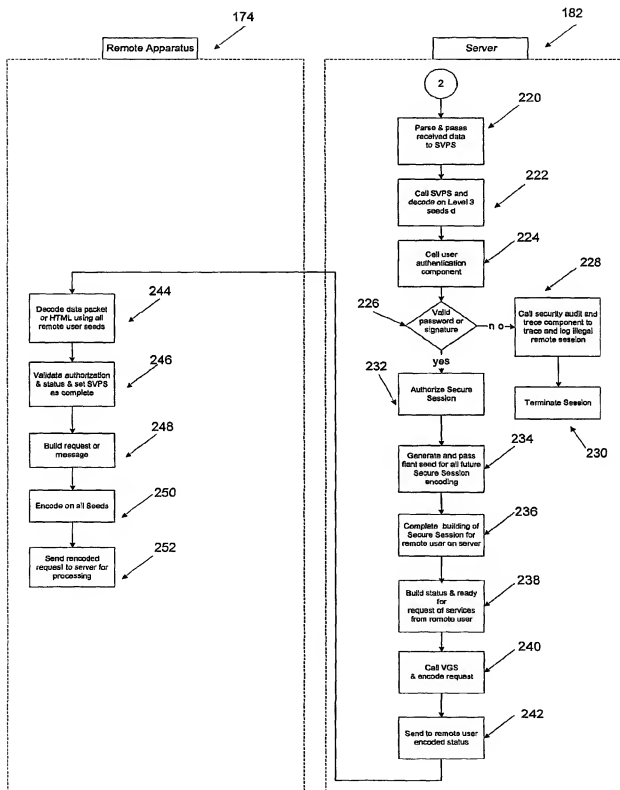 174
182
Remote Apparatus
Server
2
220
Parse & pases
received data
to SVPS
222
Call SVPS and
decode on Level 3
seeds d
224
Call user
authentication
component
228
226
Valid
password or
signature
no
Call security audit and
trace component to
trace and log illegal
remote session
yes
232
Authorize Secure
Session
Terminate Session
230
234
Generate and pass
fient seed for all future
Secure Session
encoding
236
Complete building of
Secure Session for
remote user on server
238
Build status & ready
for
request of services
from remote user
240
Call VGS
& encode request
242
Send to remote user
encoded status
244
Decode data packet
or HTML using all
remote user seeds
246
Validate authorization
& status & set SVPS
as complete
248
Build request or
message
250
Encode on all Seeds
252
Send rencoded
request to server for
processing